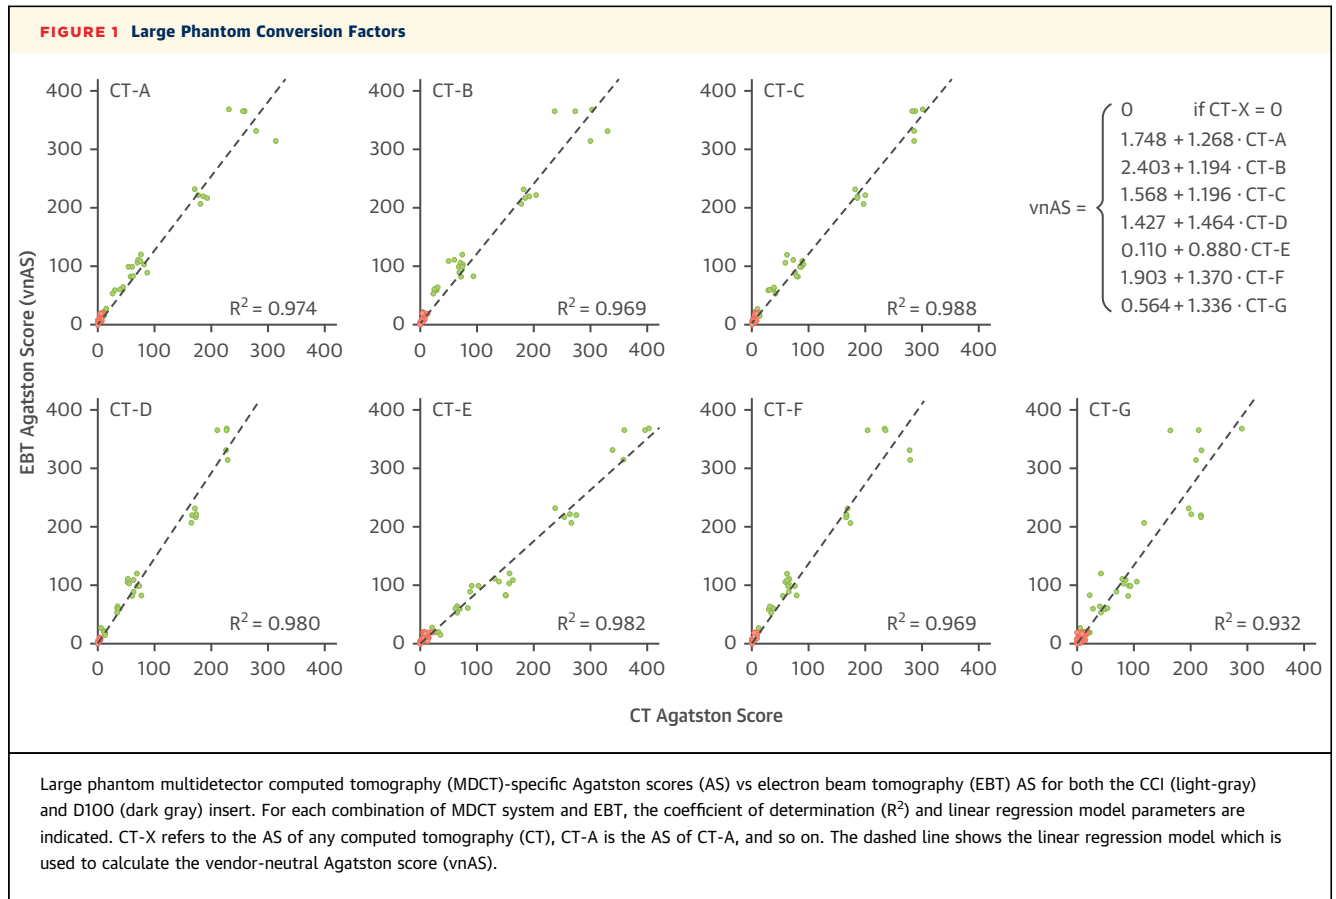 FIGURE 1 Large Phantom Conversion Factors
EBT Agatston Score (vnAS)
CT-A
400
300
200
100
0
R² = 0.974
0 100 200 300 400
CT-B
400
300
200
100
0
R² = 0.969
0 100 200 300 400
CT-C
400
300
200
100
0
R² = 0.988
0 100 200 300 400
vnAS =
0 if CT-X = 0
1.748 + 1.268 · CT-A
2.403 + 1.194 · CT-B
1.568 + 1.196 · CT-C
1.427 + 1.464 · CT-D
0.110 + 0.880 · CT-E
1.903 + 1.370 · CT-F
0.564 + 1.336 · CT-G
CT-D
400
300
200
100
0
R² = 0.980
0 100 200 300 400
CT-E
400
300
200
100
0
R² = 0.982
0 100 200 300 400
CT-F
400
300
200
100
0
R² = 0.969
0 100 200 300 400
CT-G
400
300
200
100
0
R² = 0.932
0 100 200 300 400
CT Agatston Score
Large phantom multidetector computed tomography (MDCT)-specific Agatston scores (AS) vs electron beam tomography (EBT) AS for both the CCI (light-gray)
and D100 (dark gray) insert. For each combination of MDCT system and EBT, the coefficient of determination (R²) and linear regression model parameters are
indicated. CT-X refers to the AS of any computed tomography (CT), CT-A is the AS of CT-A, and so on. The dashed line shows the linear regression model which is
used to calculate the vendor-neutral Agatston score (vnAS).